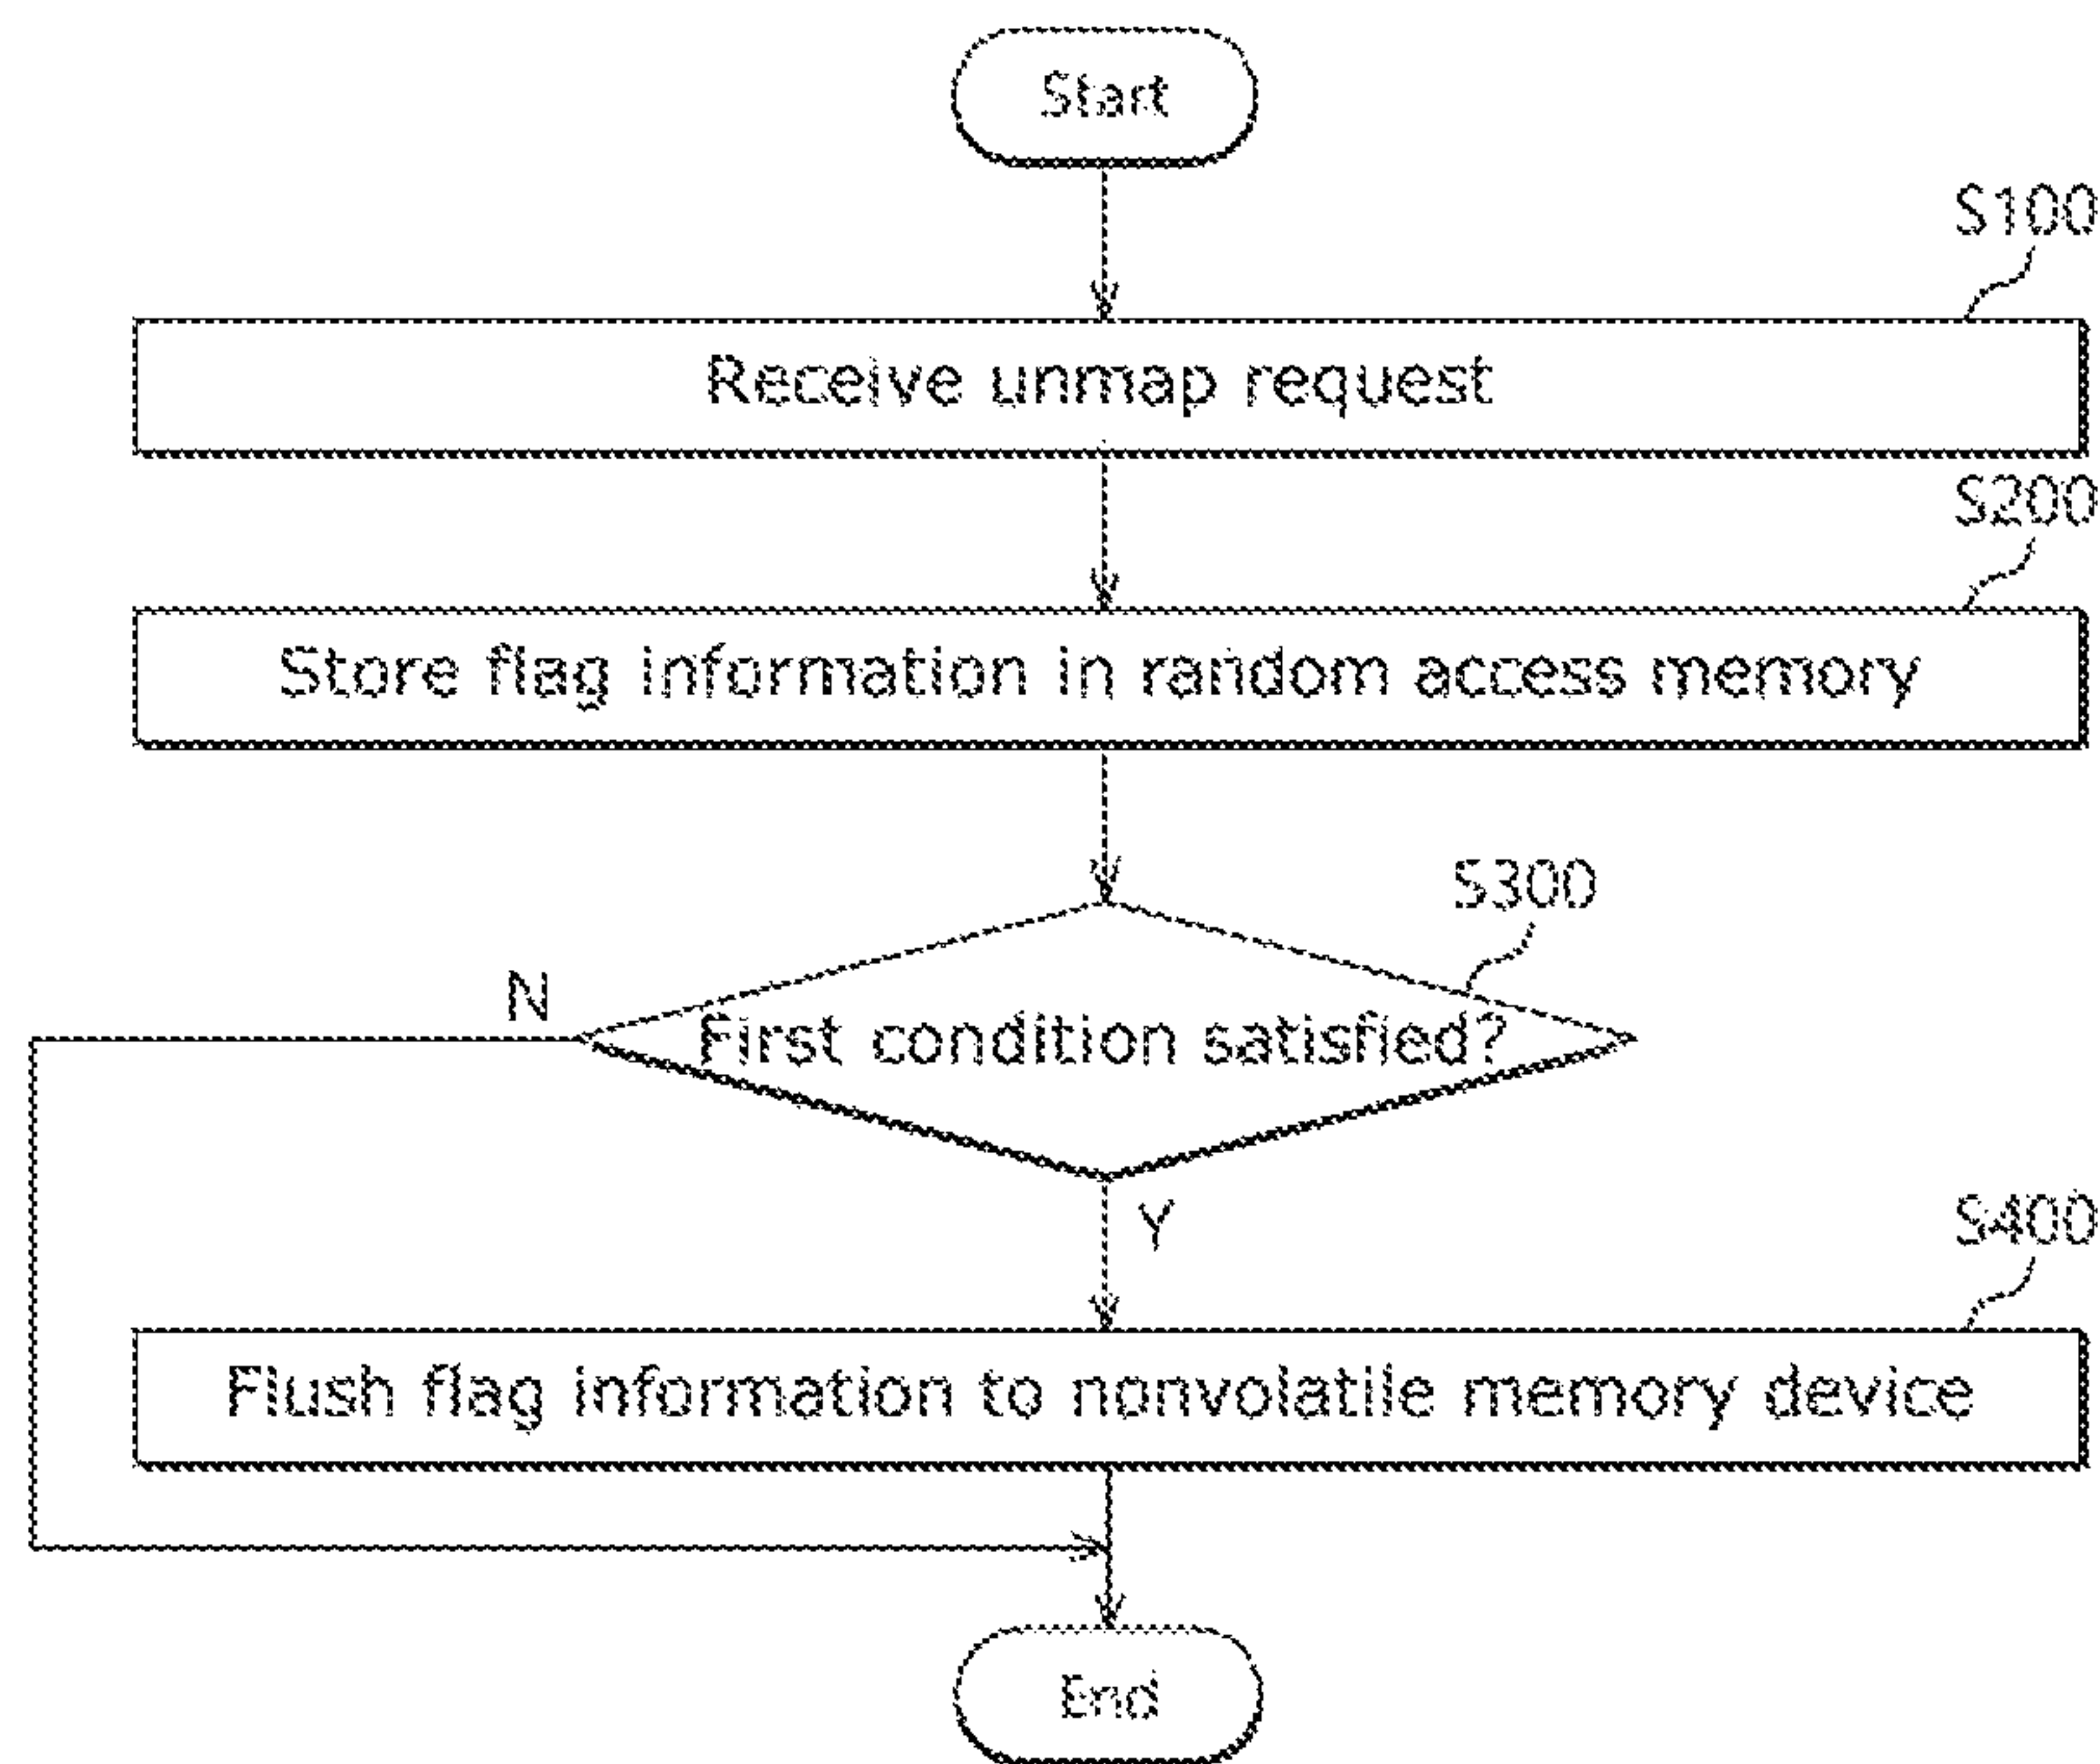 Start
S100
Receive unmap request
S200
Store flag information in random access memory
S300
N
First condition satisfied?
Y
S400
Flush flag information to nonvolatile memory device
End